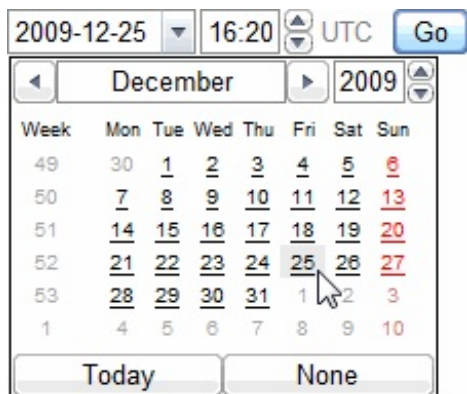 2009-12-25 16:20 UTC Go
December 2009
Week Mon Tue Wed Thu Fri Sat Sun
49 30 1 2 3 4 5 6
50 7 8 9 10 11 12 13
51 14 15 16 17 18 19 20
52 21 22 23 24 25 26 27
53 28 29 30 31 1 2 3
1 4 5 6 7 8 9 10
Today None